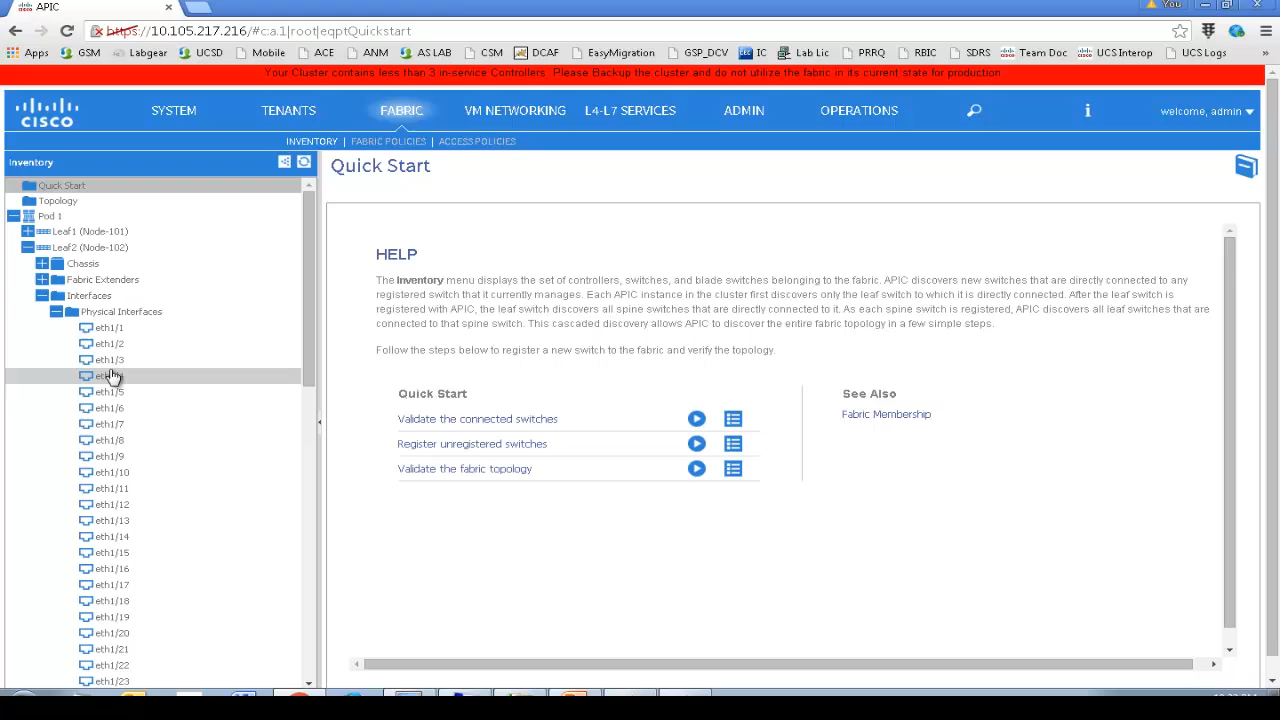 APIC
You
https://10.105.217.216/#c:a.1|root|eqptQuickstart
Apps GSM Labgear UCSD Mobile ACE ANM AS LAB CSM DCAF EasyMigration GSP_DCV IC Lab Lic PRRQ RBIC SDRS Team Doc UCS Interop UCS Logs »
Your Cluster contains less than 3 in-service Controllers. Please Backup the cluster and do not utilize the fabric in its current state for production
CISCO SYSTEM TENANTS FABRIC VM NETWORKING L4-L7 SERVICES ADMIN OPERATIONS i welcome, admin
INVENTORY | FABRIC POLICIES | ACCESS POLICIES
Inventory
Quick Start
Topology
Pod 1
Leaf1 (Node-101)
Leaf2 (Node-102)
Chassis
Fabric Extenders
Interfaces
Physical Interfaces
eth1/1
eth1/2
eth1/3
eth1/5
eth1/6
eth1/7
eth1/8
eth1/9
eth1/10
eth1/11
eth1/12
eth1/13
eth1/14
eth1/15
eth1/16
eth1/17
eth1/18
eth1/19
eth1/20
eth1/21
eth1/22
eth1/23
Quick Start
HELP
The Inventory menu displays the set of controllers, switches, and blade switches belonging to the fabric. APIC discovers new switches that are directly connected to any
registered switch that it currently manages. Each APIC instance in the cluster first discovers only the leaf switch to which it is directly connected. After the leaf switch is
registered with APIC, the leaf switch discovers all spine switches that are directly connected to it. As each spine switch is registered, APIC discovers all leaf switches that are
connected to that spine switch. This cascaded discovery allows APIC to discover the entire fabric topology in a few simple steps.
Follow the steps below to register a new switch to the fabric and verify the topology.
Quick Start
Validate the connected switches
Register unregistered switches
Validate the fabric topology
See Also
Fabric Membership